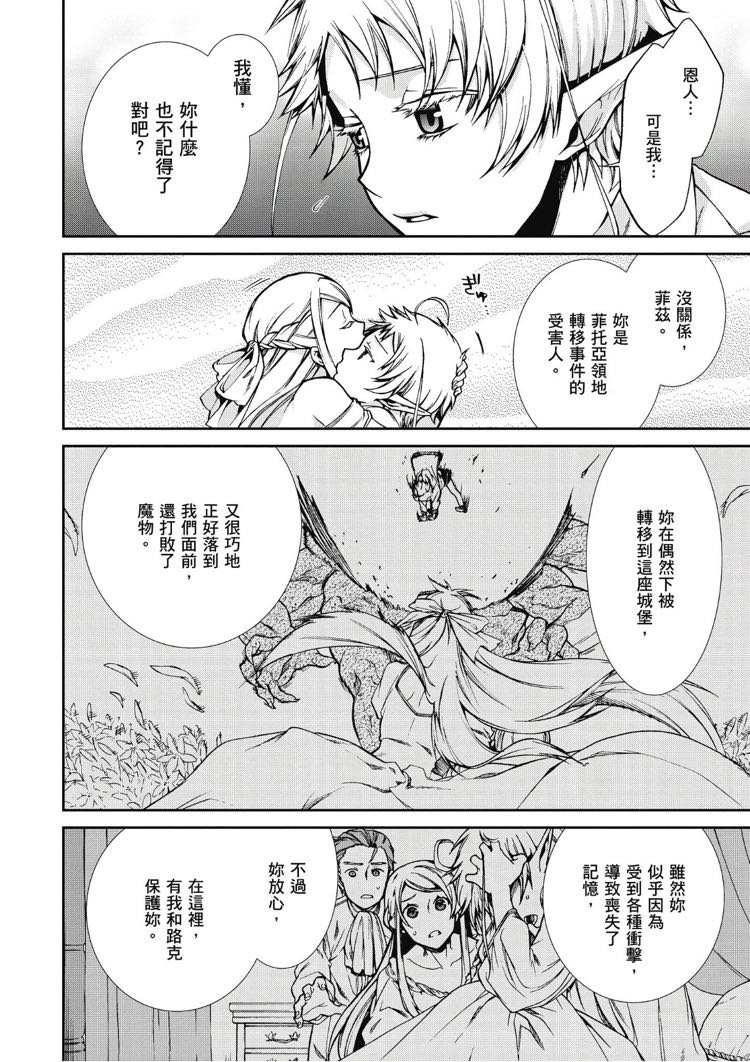 恩人⋯
可是我⋯
我懂，
妳什麼
也不記得了
對吧？
沒關係，
菲茲。
妳是
菲托亞領地
轉移事件的
受害人。
ぎゅ⋯
妳在偶然下被
轉移到這座城堡，
又很巧地
正好落到
我們面前，
還打敗了
魔物。
雖然妳
似乎因為
受到各種衝擊，
導致喪失了
記憶，
不過
妳放心，
在這裡，
有我和路克
保護妳。